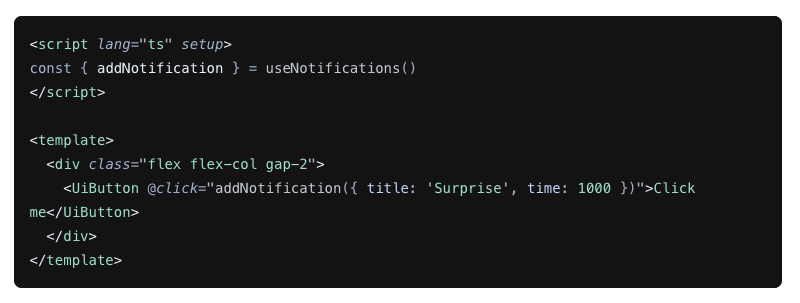 <script lang="ts" setup>
const { addNotification } = useNotifications()
</script>

<template>
  <div class="flex flex-col gap-2">
    <UiButton @click="addNotification({ title: 'Surprise', time: 1000 })">Click
me</UiButton>
  </div>
</template>